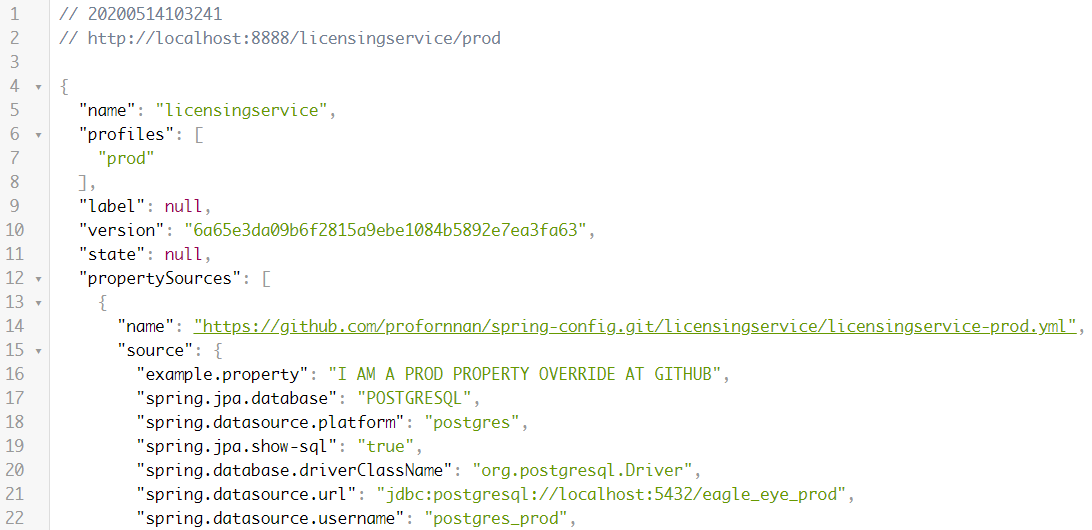 1 // 20200514103241
2 // http://localhost:8888/licensingservice/prod
3
4 {
5 "name": "licensingservice",
6 "profiles": [
7 "prod"
8 ],
9 "label": null,
10 "version": "6a65e3da09b6f2815a9ebe1084b5892e7ea3fa63",
11 "state": null,
12 "propertySources": [
13 {
14 "name": "https://github.com/profornnan/spring-config.git/licensingservice/licensingservice-prod.yml",
15 "source": {
16 "example.property": "I AM A PROD PROPERTY OVERRIDE AT GITHUB",
17 "spring.jpa.database": "POSTGRESQL",
18 "spring.datasource.platform": "postgres",
19 "spring.jpa.show-sql": "true",
20 "spring.database.driverClassName": "org.postgresql.Driver",
21 "spring.datasource.url": "jdbc:postgresql://localhost:5432/eagle_eye_prod",
22 "spring.datasource.username": "postgres_prod",